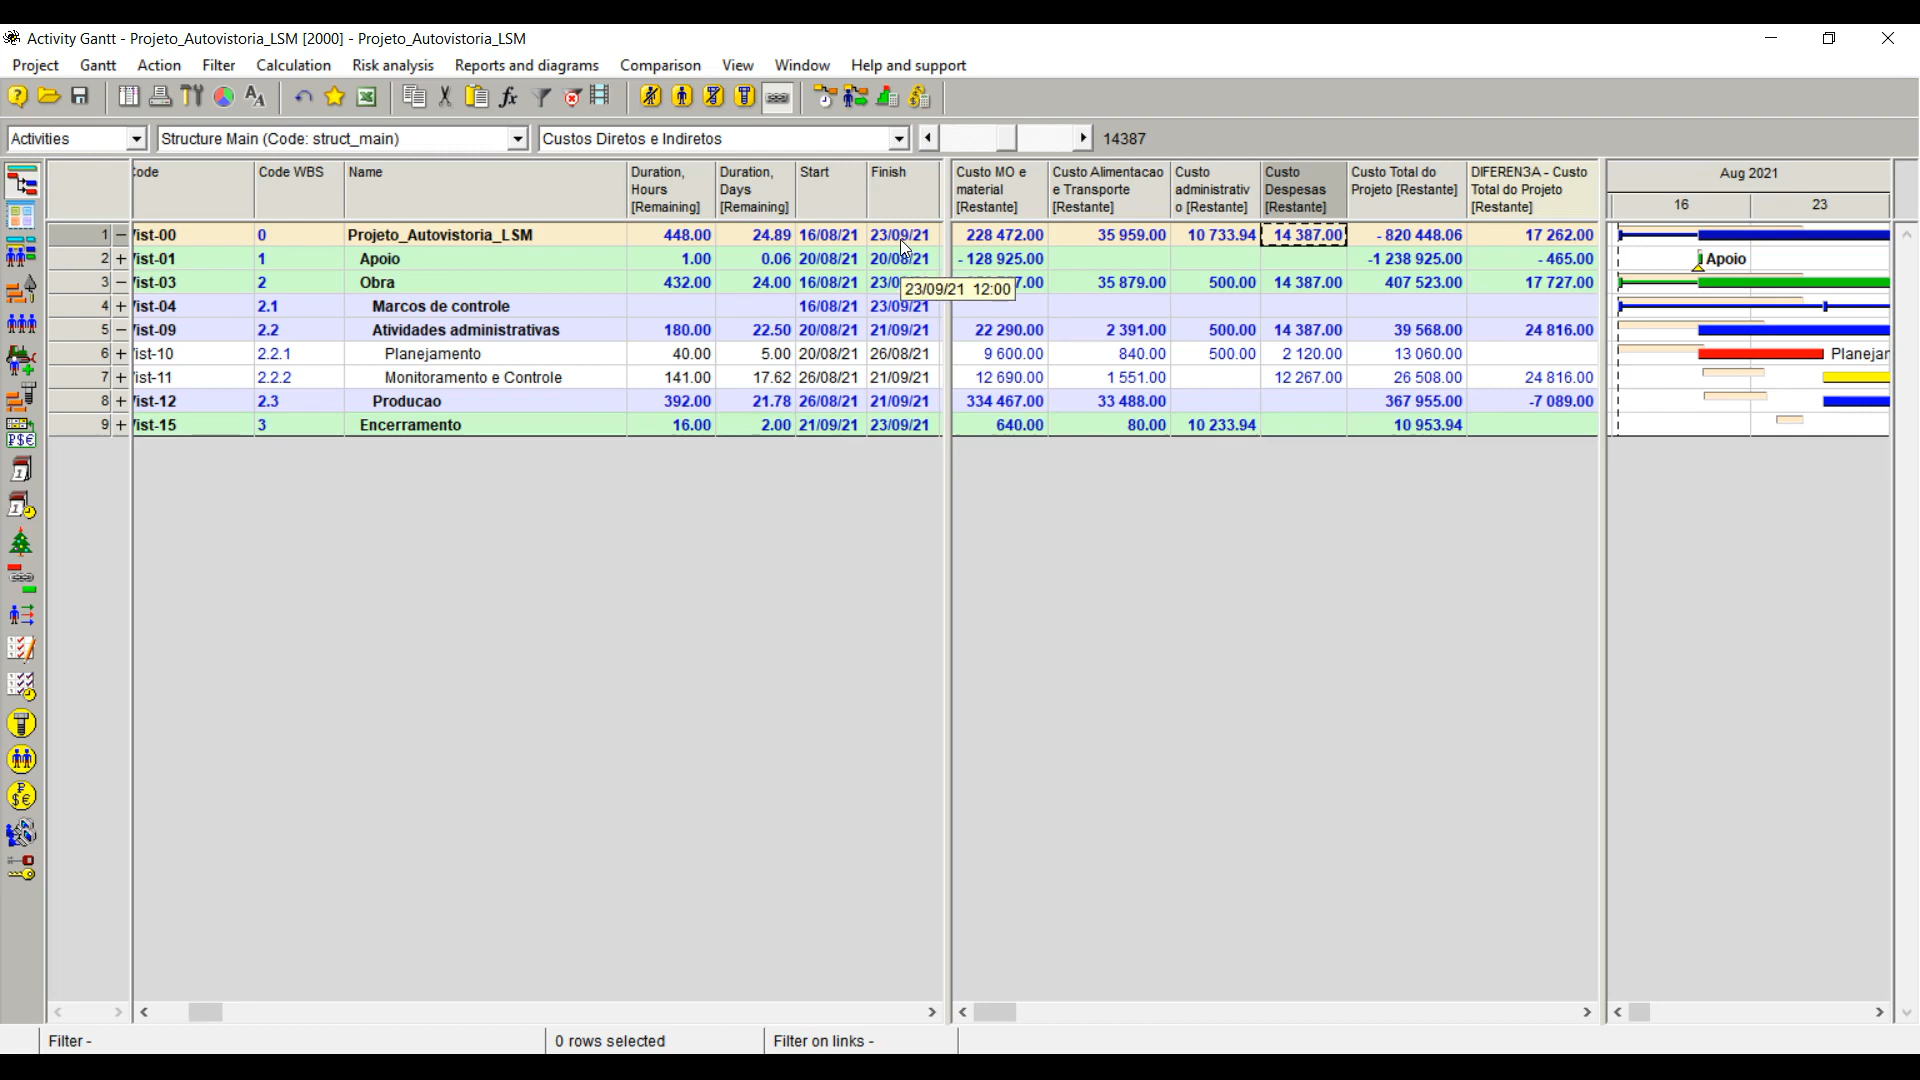 Activity Gantt - Projeto_Autovistoria_LSM [2000] - Projeto_Autovistoria_LSM
Project Gantt Action Filter Calculation Risk analysis Reports and diagrams Comparison View Window Help and support
Activities Structure Main (Code: struct_main) Custos Diretos e Indiretos 14387
ode Code WBS Name Duration, Hours [Remaining] Duration, Days [Remaining] Start Finish Custo MO e material [Restante] Custo Alimentacao e Transporte [Restante] Custo administrativo [Restante] Custo Despesas [Restante] Custo Total do Projeto [Restante] DIFEREN3A - Custo Total do Projeto [Restante] Aug 2021
16 23
1 ist-00 0 Projeto_Autovistoria_LSM 448.00 24.89 16/08/21 23/09/21 228 472.00 35 959.00 10 733.94 14 387.00 - 820 448.06 17 262.00
2 ist-01 1 Apoio 1.00 0.06 20/08/21 20/08/21 - 128 925.00 -1 238 925.00 - 465.00 Apoio
3 ist-03 2 Obra 432.00 24.00 16/08/21 23/0 7.00 35 879.00 500.00 14 387.00 407 523.00 17 727.00
23/09/21 12:00
4 ist-04 2.1 Marcos de controle 16/08/21 23/09/21
5 ist-09 2.2 Atividades administrativas 180.00 22.50 20/08/21 21/09/21 22 290.00 2 391.00 500.00 14 387.00 39 568.00 24 816.00
6 ist-10 2.2.1 Planejamento 40.00 5.00 20/08/21 26/08/21 9 600.00 840.00 500.00 2 120.00 13 060.00 Planejar
7 ist-11 2.2.2 Monitoramento e Controle 141.00 17.62 26/08/21 21/09/21 12 690.00 1 551.00 12 267.00 26 508.00 24 816.00
8 ist-12 2.3 Producao 392.00 21.78 26/08/21 21/09/21 334 467.00 33 488.00 367 955.00 -7 089.00
9 ist-15 3 Encerramento 16.00 2.00 21/09/21 23/09/21 640.00 80.00 10 233.94 10 953.94
Filter - 0 rows selected Filter on links -